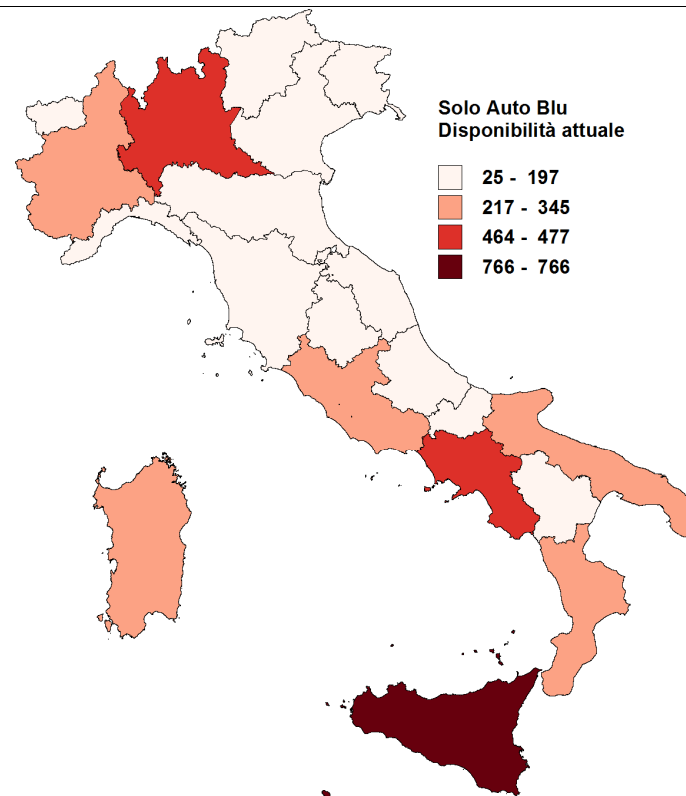 Solo Auto Blu
Disponibilità attuale
25 - 197
217 - 345
464 - 477
766 - 766